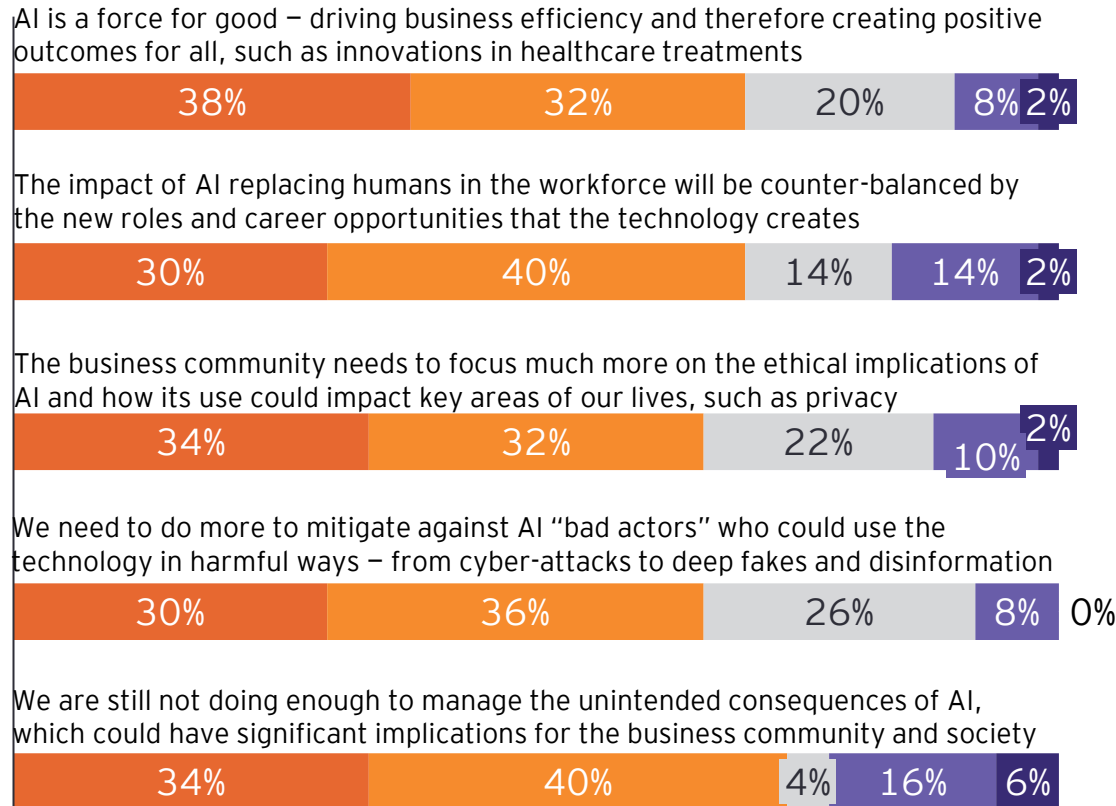 AI is a force for good – driving business efficiency and therefore creating positive
outcomes for all, such as innovations in healthcare treatments
38% 32% 20% 8% 2%
The impact of AI replacing humans in the workforce will be counter-balanced by
the new roles and career opportunities that the technology creates
30% 40% 14% 14% 2%
The business community needs to focus much more on the ethical implications of
AI and how its use could impact key areas of our lives, such as privacy
34% 32% 22% 10% 2%
We need to do more to mitigate against AI “bad actors” who could use the
technology in harmful ways – from cyber-attacks to deep fakes and disinformation
30% 36% 26% 8% 0%
We are still not doing enough to manage the unintended consequences of AI,
which could have significant implications for the business community and society
34% 40% 4% 16% 6%